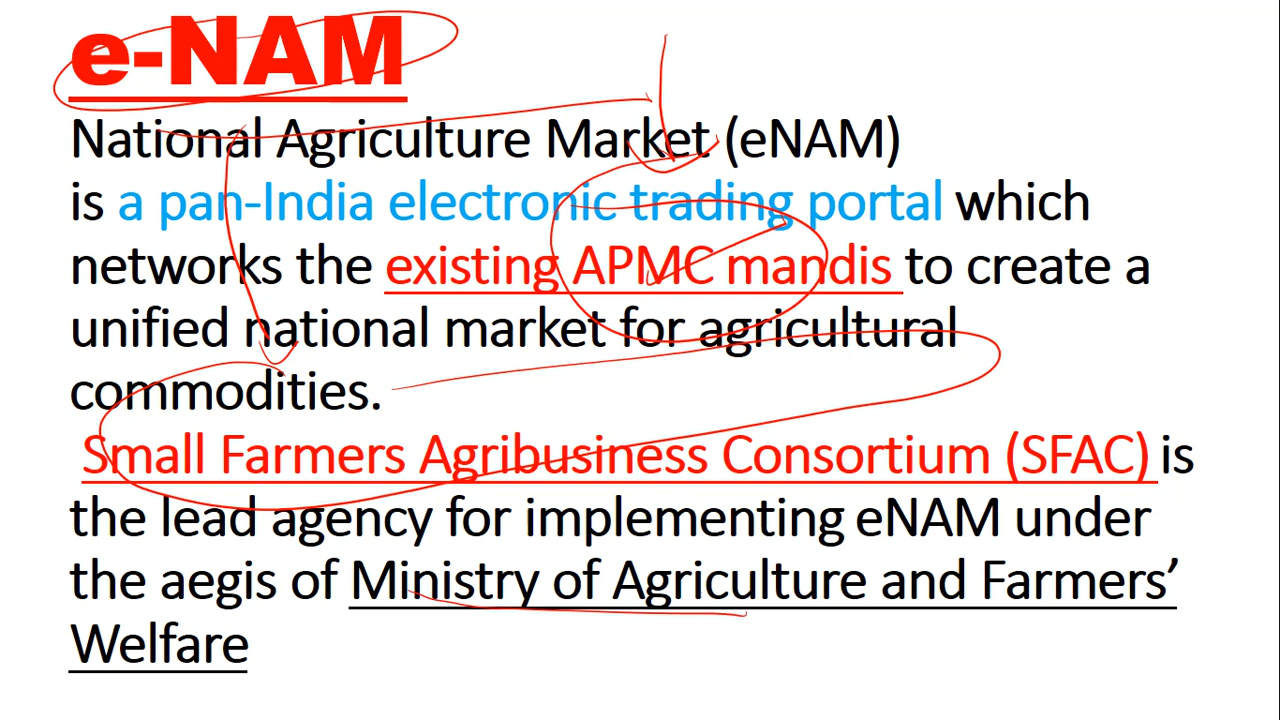 e-NAM
National Agriculture Market (eNAM)
is a pan-India electronic trading portal which
networks the existing APMC mandis to create a
unified national market for agricultural
commodities.
Small Farmers Agribusiness Consortium (SFAC) is
the lead agency for implementing eNAM under
the aegis of Ministry of Agriculture and Farmers’
Welfare